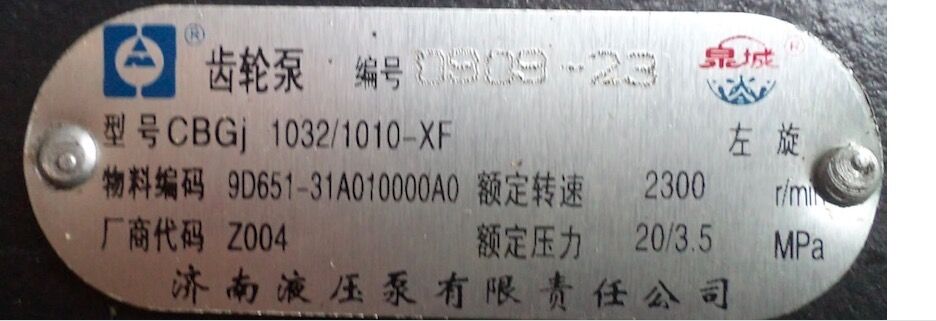 齿轮泵 编号 0909-23 泉城
型号 CBGj 1032/1010-XF 左旋
物料编码 9D651-31A010000A0 额定转速 2300 r/min
厂商代码 Z004 额定压力 20/3.5 MPa
济南液压泵有限责任公司